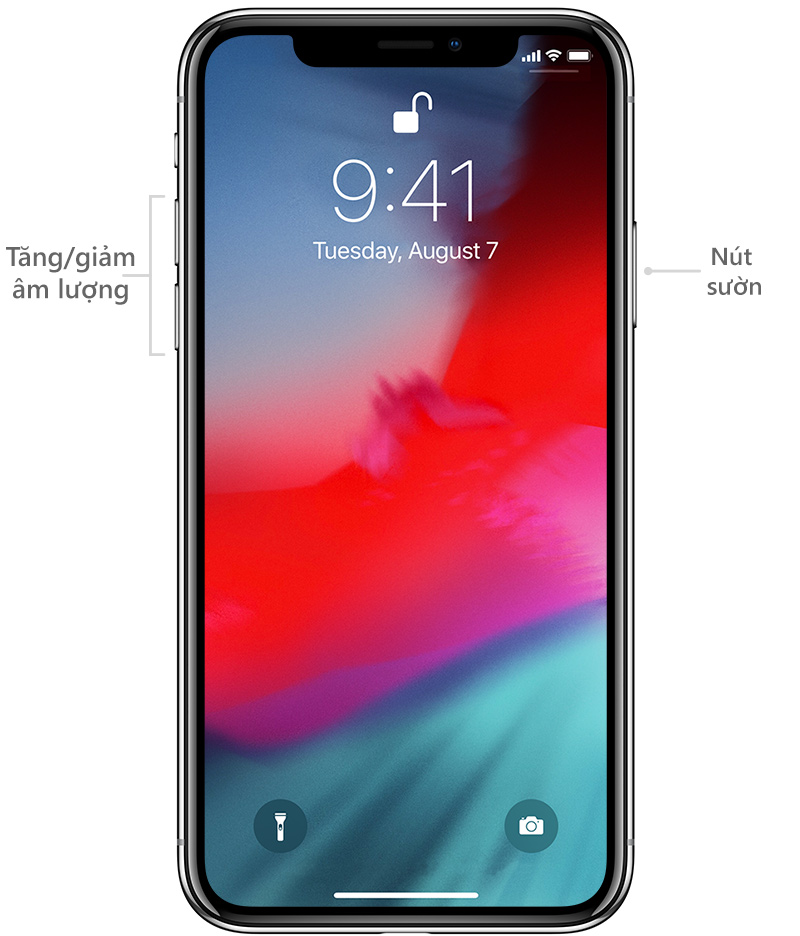 9:41
Tuesday, August 7
Tăng/giảm
âm lượng
Nút
sườn